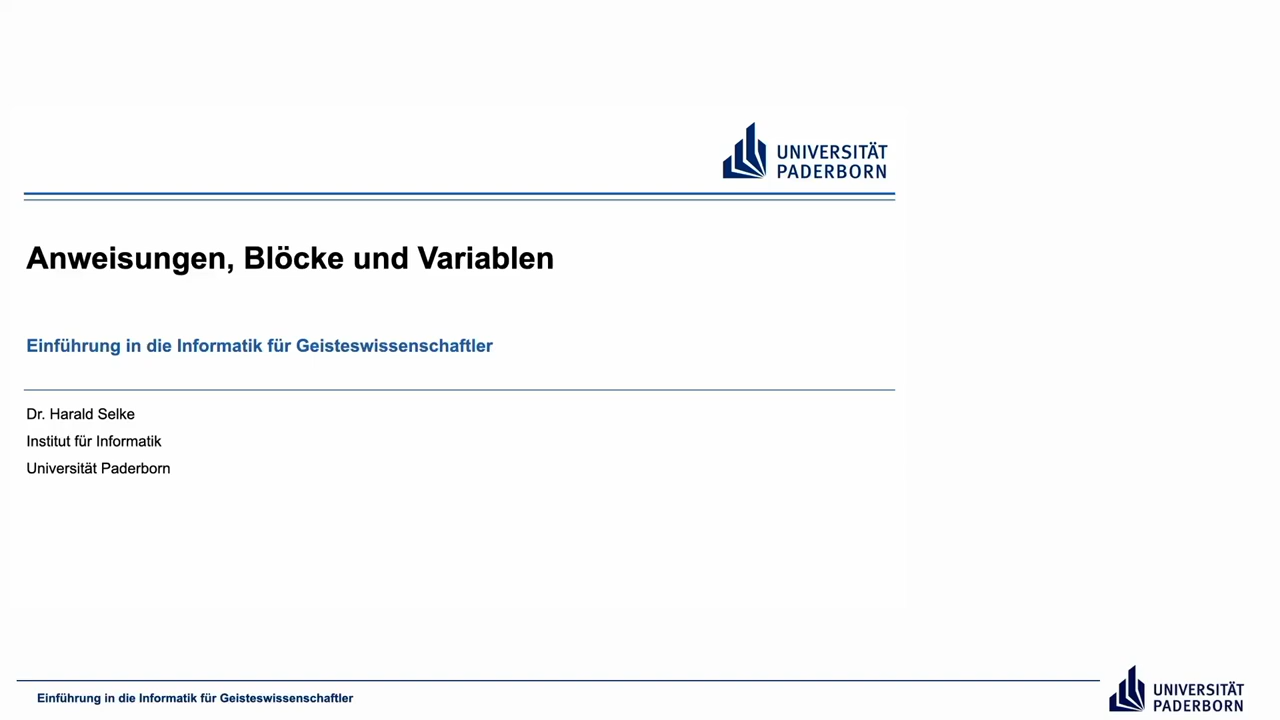 UNIVERSITÄT
PADERBORN
Anweisungen, Blöcke und Variablen
Einführung in die Informatik für Geisteswissenschaftler
Dr. Harald Selke
Institut für Informatik
Universität Paderborn
Einführung in die Informatik für Geisteswissenschaftler
UNIVERSITÄT
PADERBORN